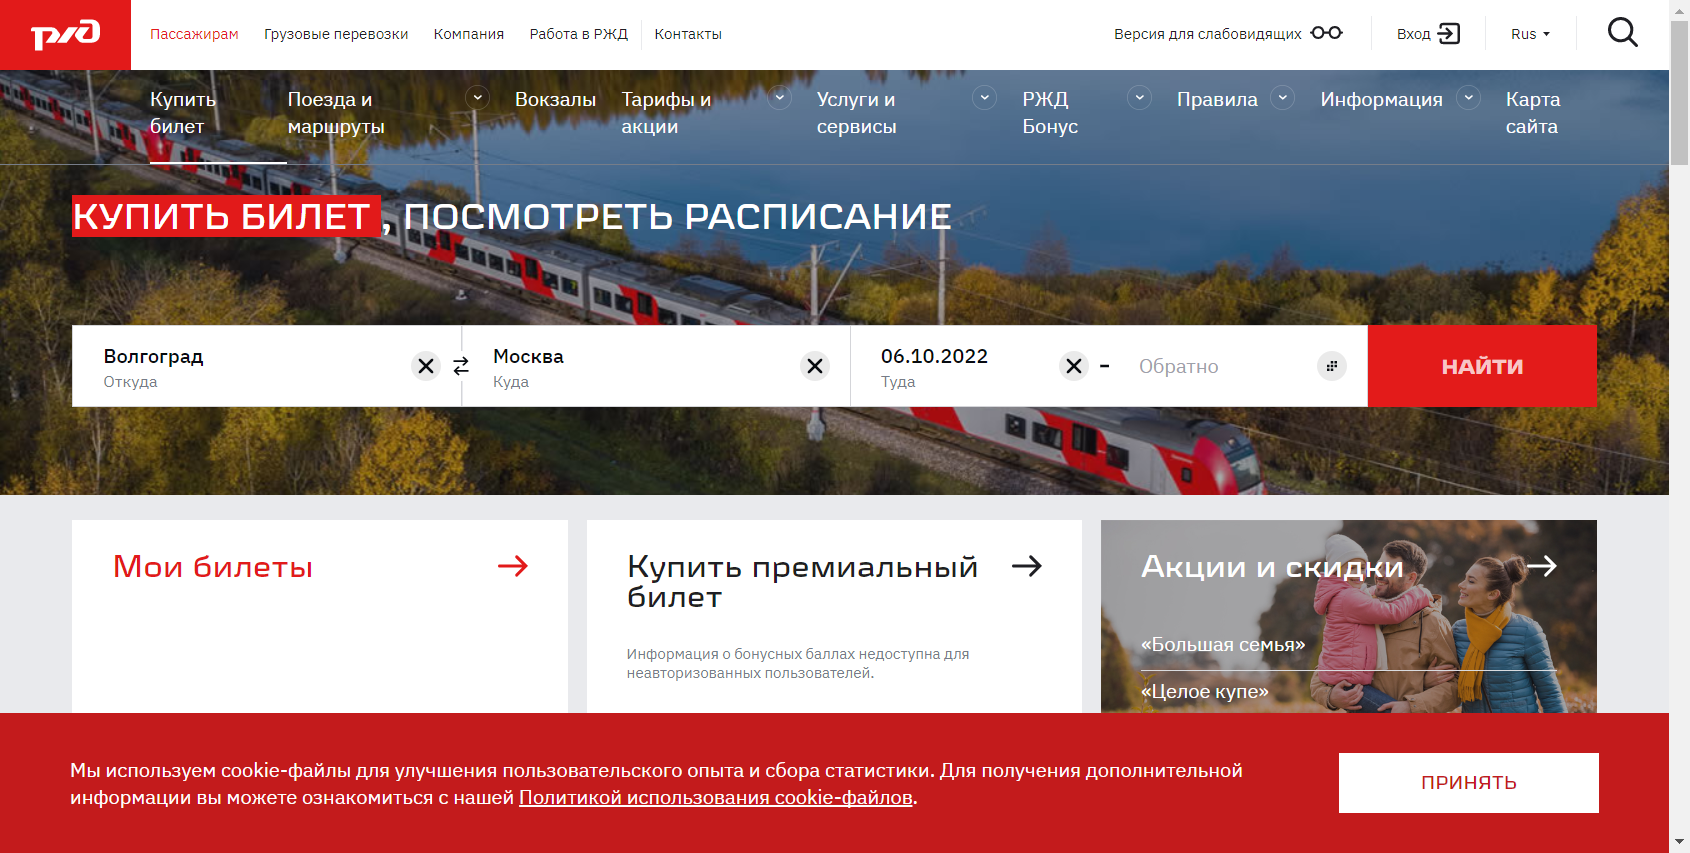 ржд
Пассажирам
Грузовые перевозки
Компания
Работа в РЖД
Контакты
Версия для слабовидящих
Вход
Rus
Купить
билет
Поезда и
маршруты
Вокзалы
Тарифы и
акции
Услуги и
сервисы
РЖД
Бонус
Правила
Информация
Карта
сайта
КУПИТЬ БИЛЕТ , ПОСМОТРЕТЬ РАСПИСАНИЕ
Волгоград
Откуда
Москва
Куда
06.10.2022
Туда
–
Обратно
НАЙТИ
Мои билеты
Купить премиальный
билет
Информация о бонусных баллах недоступна для
неавторизованных пользователей.
Акции и скидки
«Большая семья»
«Целое купе»
Мы используем cookie-файлы для улучшения пользовательского опыта и сбора статистики. Для получения дополнительной
информации вы можете ознакомиться с нашей Политикой использования cookie-файлов.
ПРИНЯТЬ